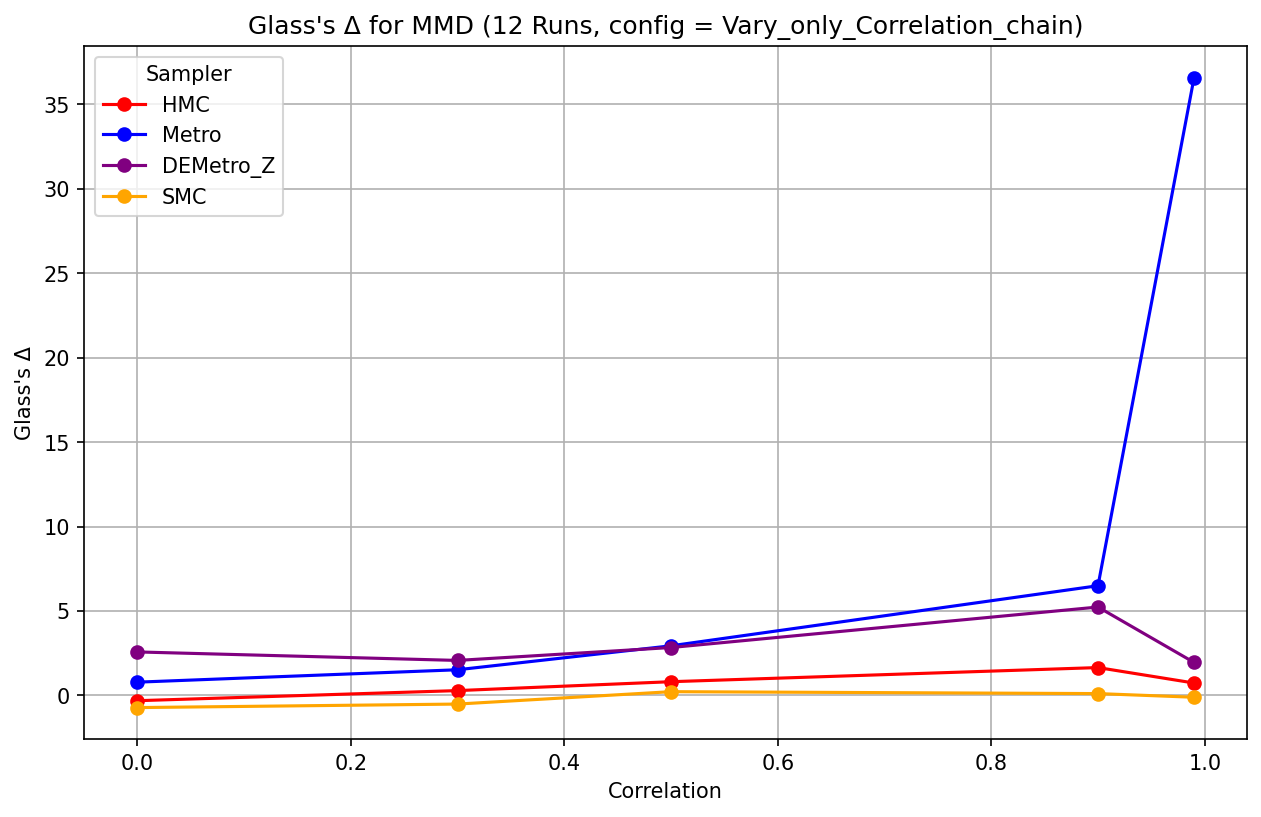 Glass's Δ for MMD (12 Runs, config = Vary_only_Correlation_chain)
Sampler
HMC
Metro
DEMetro_Z
SMC
Glass's Δ
35
30
25
20
15
10
5
0
0.0 0.2 0.4 0.6 0.8 1.0
Correlation